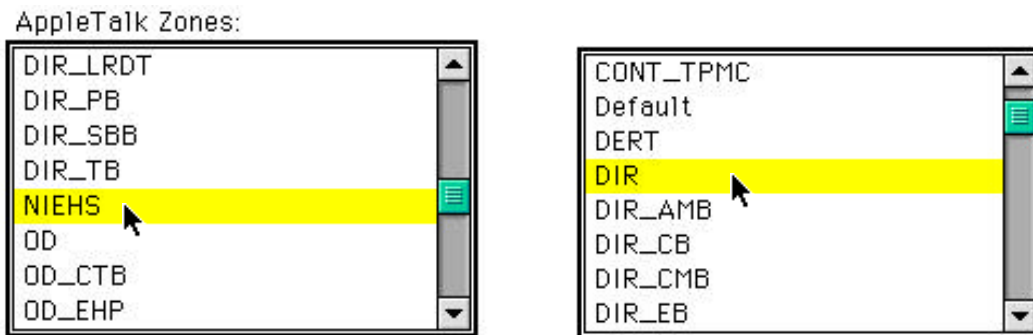 AppleTalk Zones:
DIR_LRDT
DIR_PB
DIR_SBB
DIR_TB
NIEHS
OD
OD_CTB
OD_EHP
CONT_TPMC
Default
DERT
DIR
DIR_AMB
DIR_CB
DIR_CMB
DIR_EB